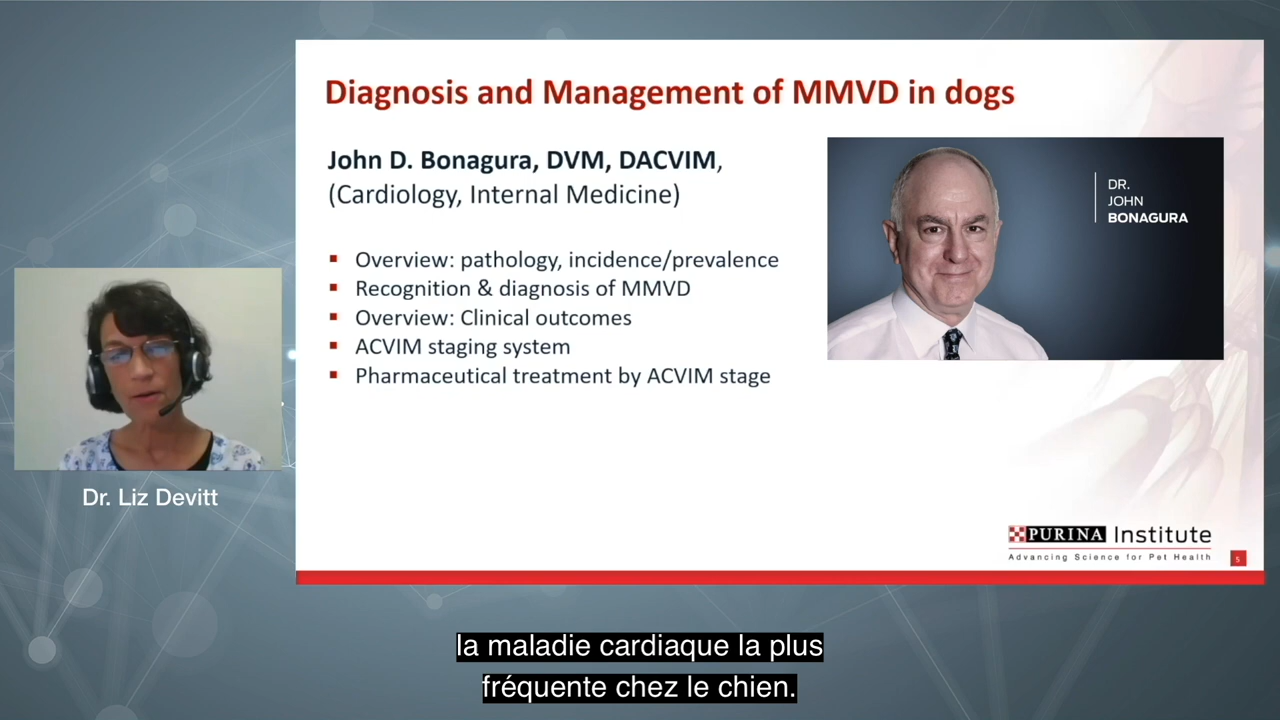 Diagnosis and Management of MMVD in dogs
John D. Bonagura, DVM, DACVIM,
(Cardiology, Internal Medicine)
▪ Overview: pathology, incidence/prevalence
▪ Recognition & diagnosis of MMVD
▪ Overview: Clinical outcomes
▪ ACVIM staging system
▪ Pharmaceutical treatment by ACVIM stage
DR.
JOHN
BONAGURA
Dr. Liz Devitt
PURINA Institute
Advancing Science for Pet Health
5
la maladie cardiaque la plus
fréquente chez le chien.